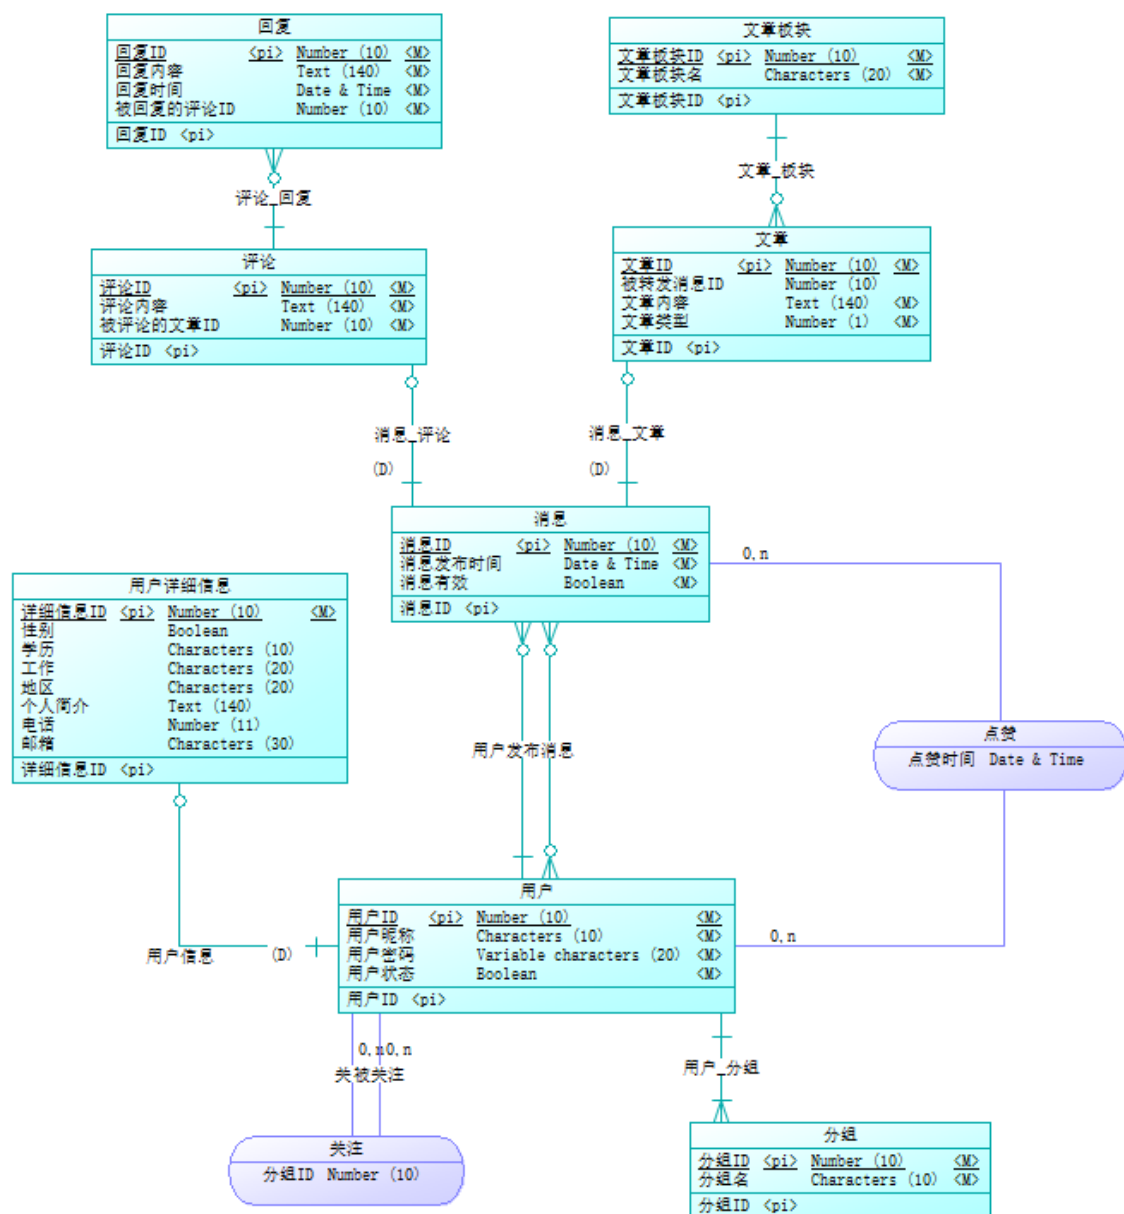 回复
回复ID <pi> Number (10) <M>
回复内容 Text (140) <M>
回复时间 Date & Time <M>
被回复的评论ID Number (10) <M>
回复ID <pi>
文章板块
文章板块ID <pi> Number (10) <M>
文章板块名 Characters (20) <M>
文章板块ID <pi>
评论_回复
文章_板块
评论
评论ID <pi> Number (10) <M>
评论内容 Text (140) <M>
被评论的文章ID Number (10) <M>
评论ID <pi>
文章
文章ID <pi> Number (10) <M>
被转发消息ID Number (10)
文章内容 Text (140) <M>
文章类型 Number (1) <M>
文章ID <pi>
消息_评论
(D)
消息_文章
(D)
消息
消息ID <pi> Number (10) <M>
消息发布时间 Date & Time <M>
消息有效 Boolean <M>
消息ID <pi>
0,n
用户详细信息
详细信息ID <pi> Number (10) <M>
性别 Boolean
学历 Characters (10)
工作 Characters (20)
地区 Characters (20)
个人简介 Text (140)
电话 Number (11)
邮箱 Characters (30)
详细信息ID <pi>
用户发布消息
点赞
点赞时间 Date & Time
用户
用户ID <pi> Number (10) <M>
用户昵称 Characters (10) <M>
用户密码 Variable characters (20) <M>
用户状态 Boolean <M>
用户ID <pi>
0,n
用户信息 (D)
0,n0,n
关被关注
用户_分组
关注
分组ID Number (10)
分组
分组ID <pi> Number (10) <M>
分组名 Characters (10) <M>
分组ID <pi>